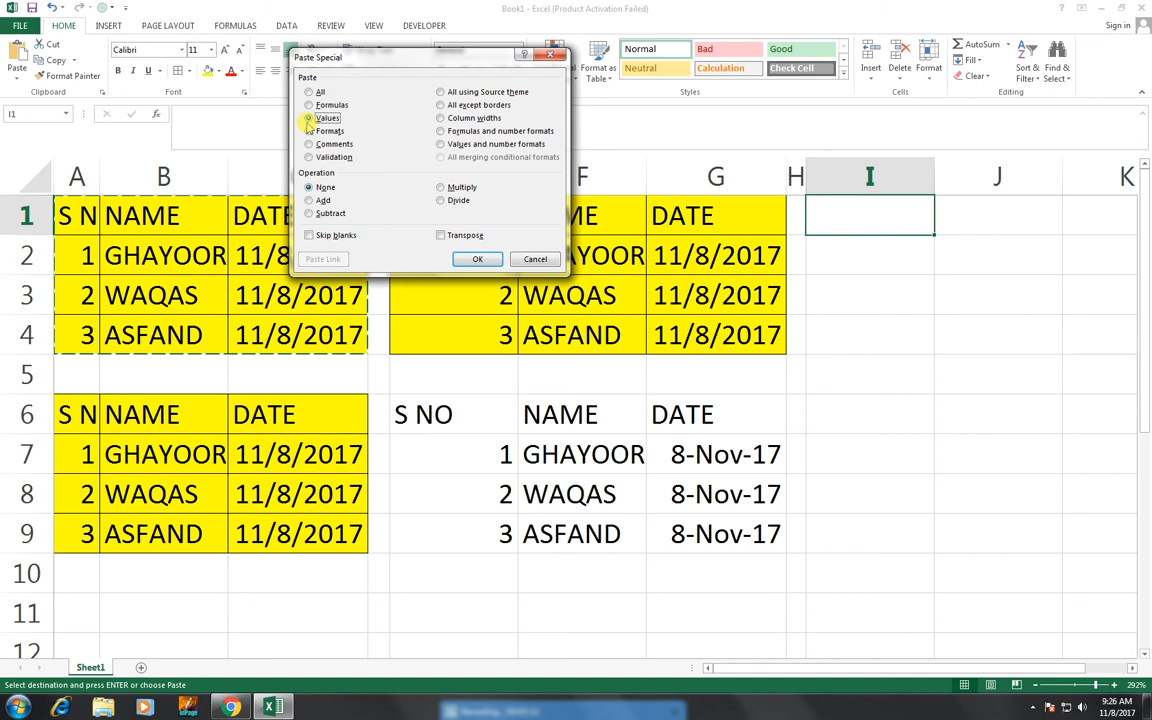 Book1 - Excel (Product Activation Failed)
FILE HOME INSERT PAGE LAYOUT FORMULAS DATA REVIEW VIEW DEVELOPER Sign in
Paste Cut Copy Format Painter Clipboard
Calibri 11 B I U A Font
Normal Bad Good
Neutral Calculation Check Cell
Format as Table Styles
Insert Delete Format Cells
AutoSum Fill Clear Sort & Filter Find & Select Editing
I1 fx
Paste Special
Paste
All All using Source theme
Formulas All except borders
Values Column widths
Formats Formulas and number formats
Comments Values and number formats
Validation All merging conditional formats
Operation
None Multiply
Add Divide
Subtract
Skip blanks Transpose
Paste Link OK Cancel
A B F G H I J K
1 S N NAME DATE ME DATE
2 1 GHAYOOR 11/8 AYOOR 11/8/2017
3 2 WAQAS 11/8/2017 2 WAQAS 11/8/2017
4 3 ASFAND 11/8/2017 3 ASFAND 11/8/2017
5
6 S N NAME DATE S NO NAME DATE
7 1 GHAYOOR 11/8/2017 1 GHAYOOR 8-Nov-17
8 2 WAQAS 11/8/2017 2 WAQAS 8-Nov-17
9 3 ASFAND 11/8/2017 3 ASFAND 8-Nov-17
10
11
12
Sheet1
Select destination and press ENTER or choose Paste 292%
9:26 AM
11/8/2017